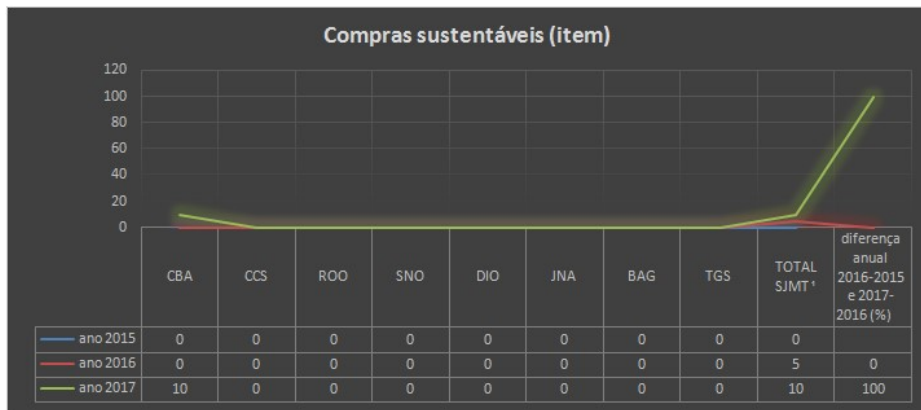 Compras sustentáveis (item)
120
100
80
60
40
20
0
CBA CCS ROO SNO DIO JNA BAG TGS TOTAL SJMT ¹ diferença anual 2016-2015 e 2017-2016 (%)
ano 2015 0 0 0 0 0 0 0 0 0
ano 2016 0 0 0 0 0 0 0 0 5 0
ano 2017 10 0 0 0 0 0 0 0 10 100